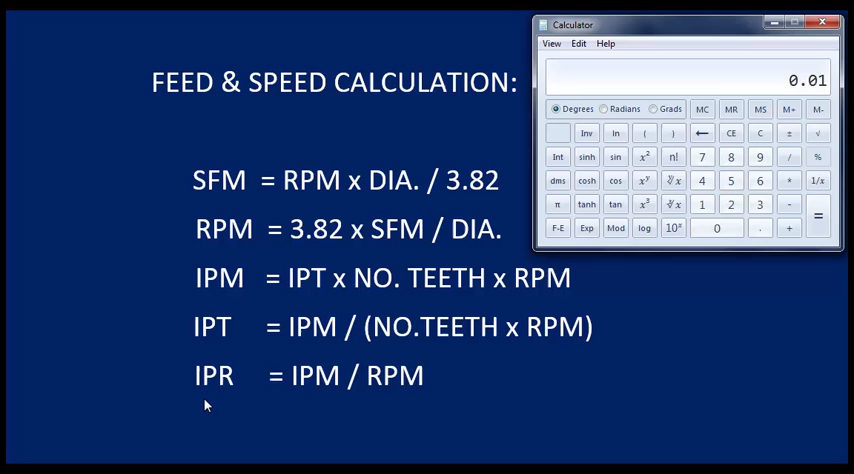 FEED & SPEED CALCULATION:
SFM = RPM x DIA. / 3.82
RPM = 3.82 x SFM / DIA.
IPM = IPT x NO. TEETH x RPM
IPT = IPM / (NO.TEETH x RPM)
IPR = IPM / RPM
Calculator
View Edit Help
0.01
Degrees Radians Grads MC MR MS M+ M-
Inv ln ( ) ← CE C ± √
Int sinh sin x² n! 7 8 9 / %
dms cosh cos xʸ ʸ√x 4 5 6 * 1/x
π tanh tan x³ ³√x 1 2 3 - =
F-E Exp Mod log 10ˣ 0 . +